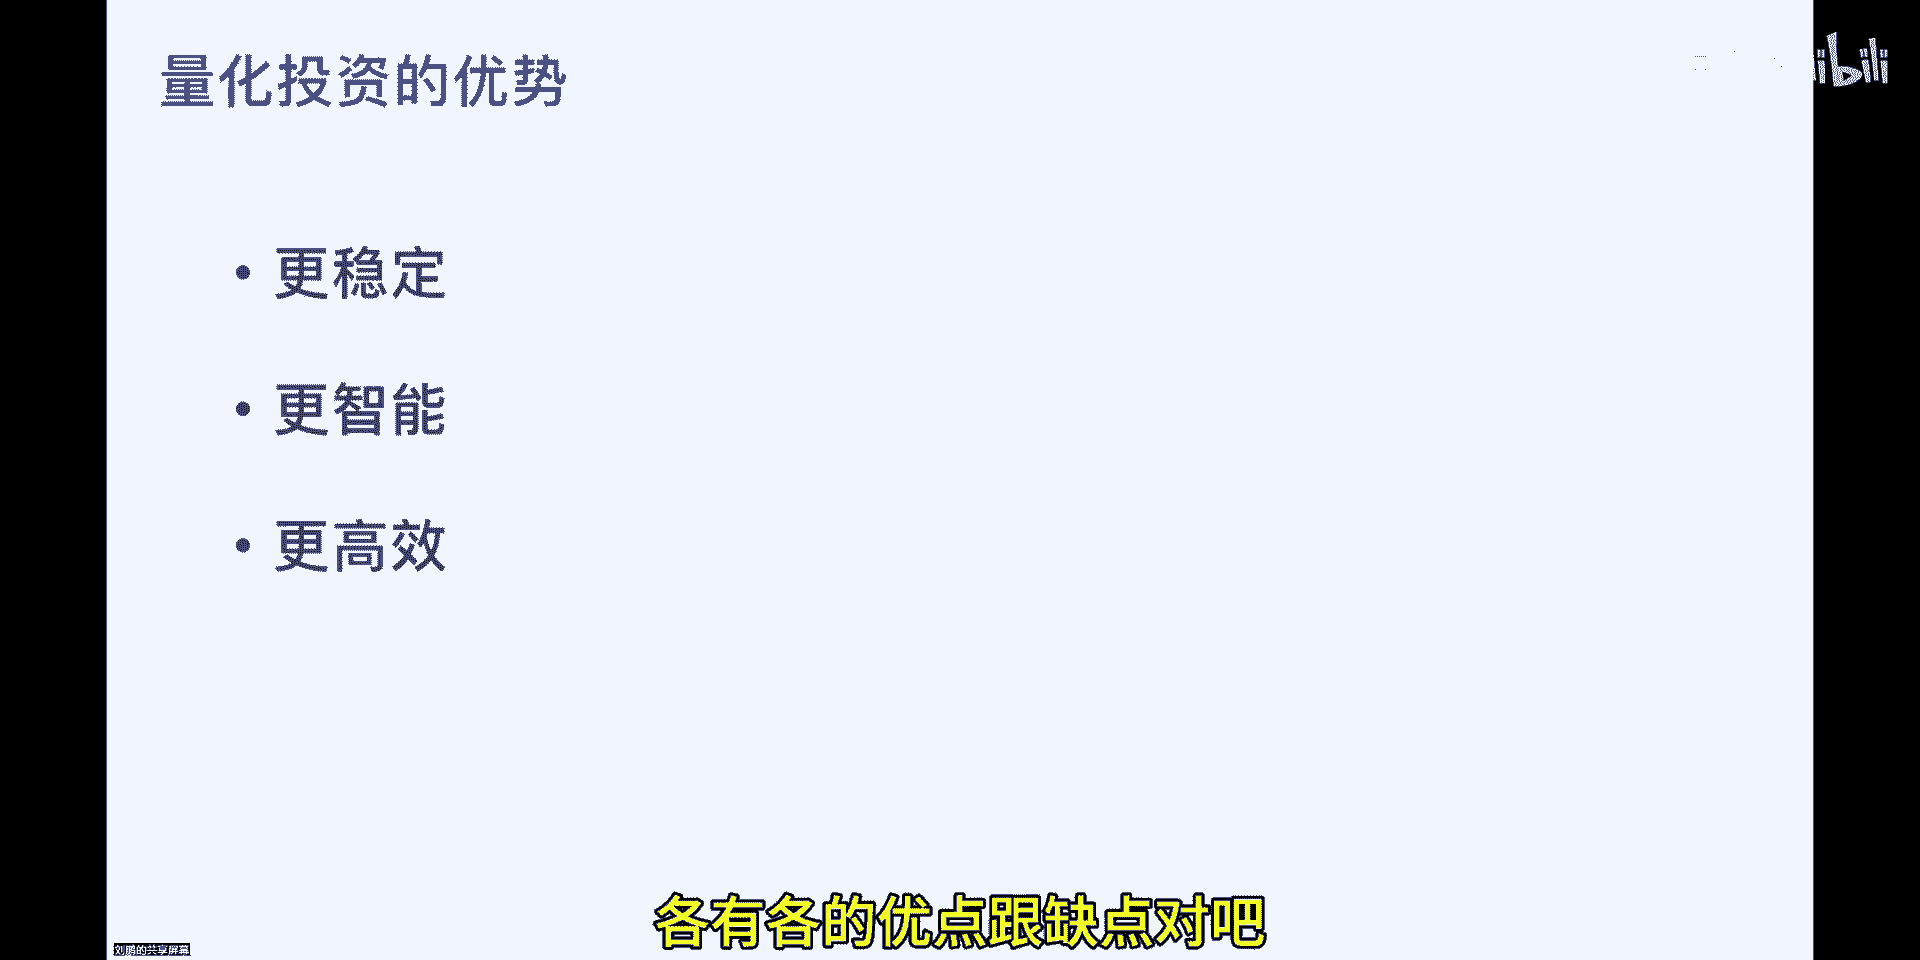 量化投资的优势
bili
• 更稳定
• 更智能
• 更高效
各有各的优点跟缺点对吧
刘鹏的共享屏幕